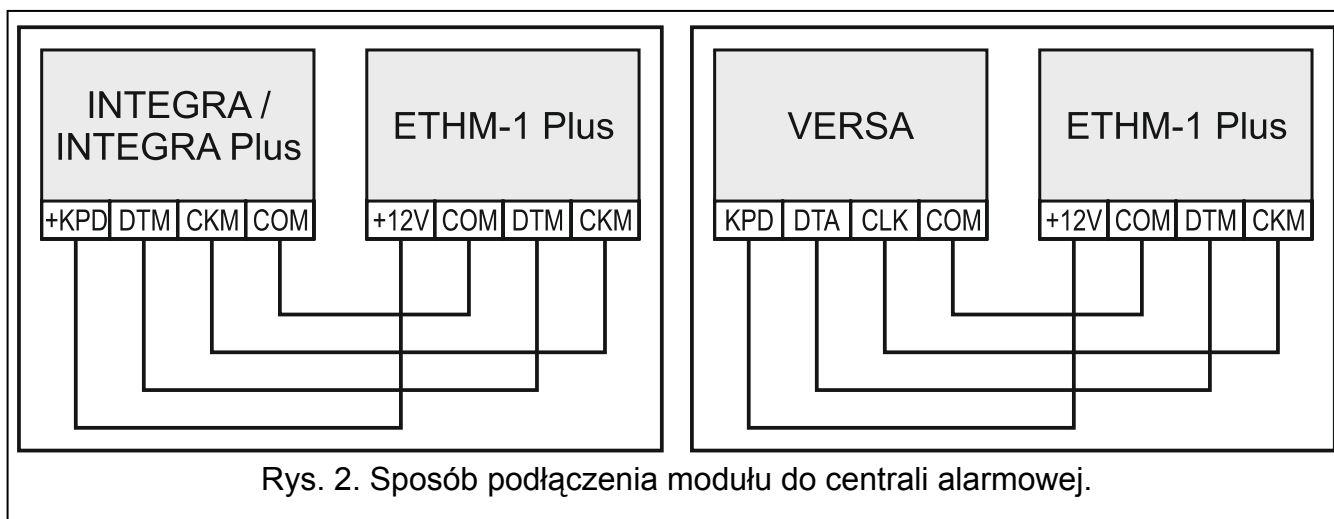 INTEGRA /
INTEGRA Plus
+KPD DTM CKM COM
ETHM-1 Plus
+12V COM DTM CKM
VERSA
KPD DTA CLK COM
ETHM-1 Plus
+12V COM DTM CKM
Rys. 2. Sposób podłączenia modułu do centrali alarmowej.